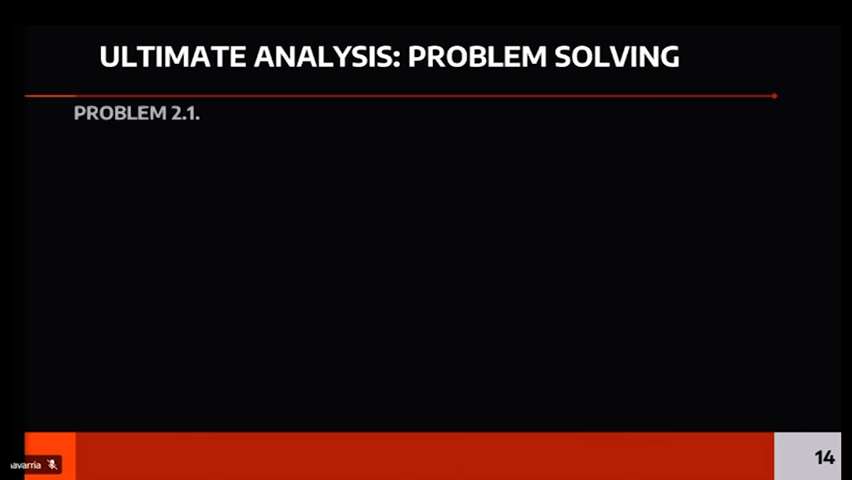 ULTIMATE ANALYSIS: PROBLEM SOLVING
PROBLEM 2.1.
14